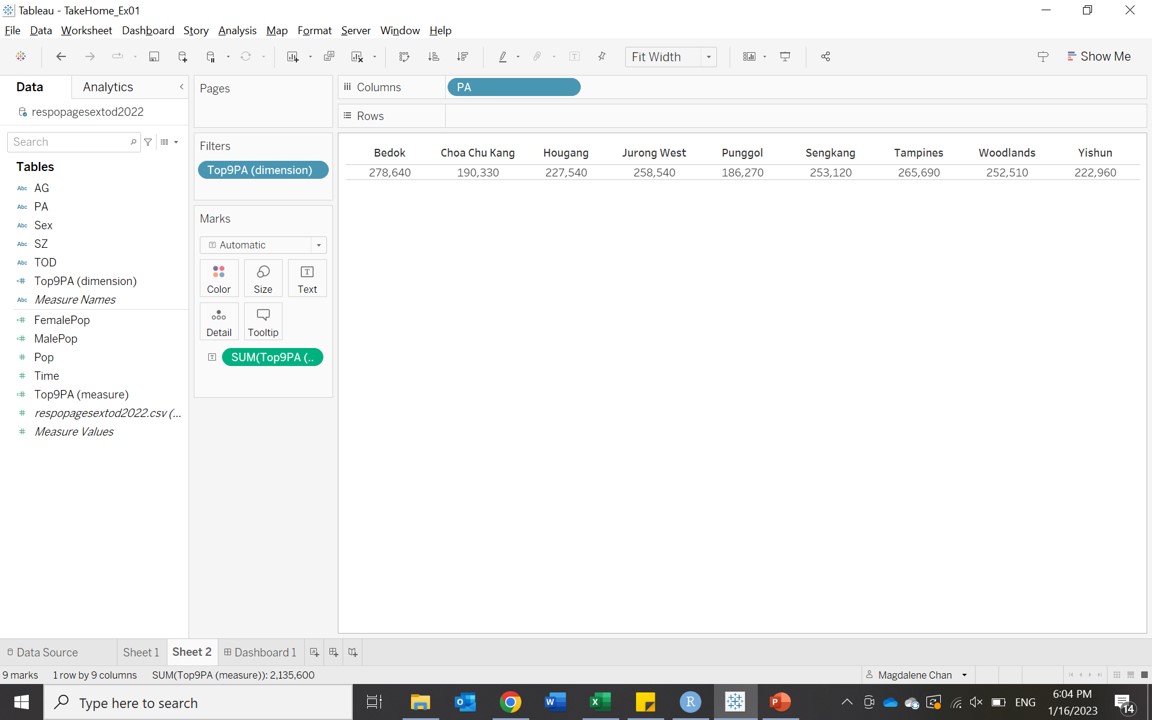 Tableau - TakeHome_Ex01
File Data Worksheet Dashboard Story Analysis Map Format Server Window Help
Fit Width
Show Me
Data Analytics
respopagesextod2022
Search
Tables
Abc AG
Abc PA
Abc Sex
Abc SZ
Abc TOD
Top9PA (dimension)
Abc Measure Names
FemalePop
MalePop
# Pop
# Time
Top9PA (measure)
# respopagesextod2022.csv (...
# Measure Values
Pages
Filters
Top9PA (dimension)
Marks
T Automatic
Color Size Text
Detail Tooltip
SUM(Top9PA (..
Columns PA
Rows
Bedok Choa Chu Kang Hougang Jurong West Punggol Sengkang Tampines Woodlands Yishun
278,640 190,330 227,540 258,540 186,270 253,120 265,690 252,510 222,960
Data Source Sheet 1 Sheet 2 Dashboard 1
9 marks 1 row by 9 columns SUM(Top9PA (measure)): 2,135,600 Magdalene Chan
Type here to search
ENG
6:04 PM
1/16/2023
14